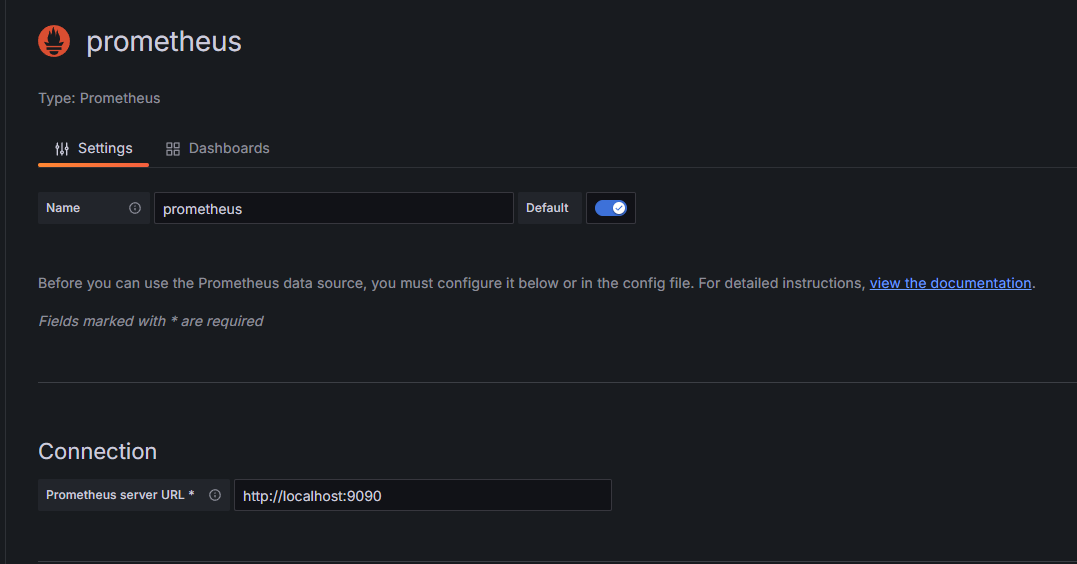 prometheus
Type: Prometheus
Settings Dashboards
Name prometheus Default
Before you can use the Prometheus data source, you must configure it below or in the config file. For detailed instructions, view the documentation.
Fields marked with * are required
Connection
Prometheus server URL * http://localhost:9090